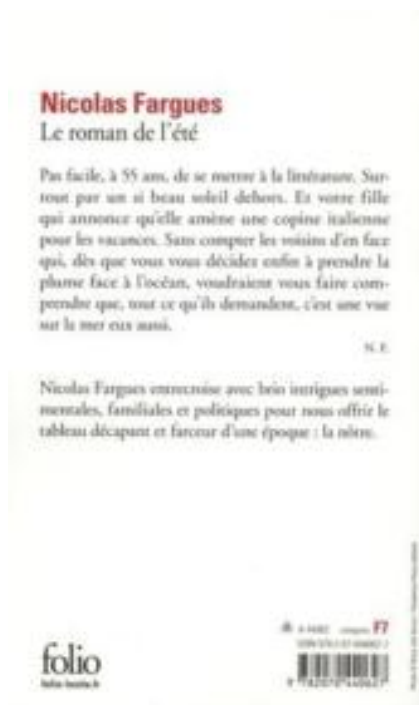 Nicolas Fargues
Le roman de l'été
Pas facile, à 55 ans, de se mettre à la littérature. Sur-
tout par un si beau soleil dehors. Et votre fille
qui annonce qu'elle amène une copine italienne
pour les vacances. Sans compter les voisins d'en face
qui, dès que vous vous décidez enfin à prendre la
plume face à l'océan, voudraient vous faire com-
prendre que, tout ce qu'ils demandent, c'est une vue
sur la mer eux aussi.
N. F.
Nicolas Fargues entrecroise avec brio intrigues senti-
mentales, familiales et politiques pour nous offrir le
tableau décapant et farceur d'une époque : la nôtre.
F7
folio